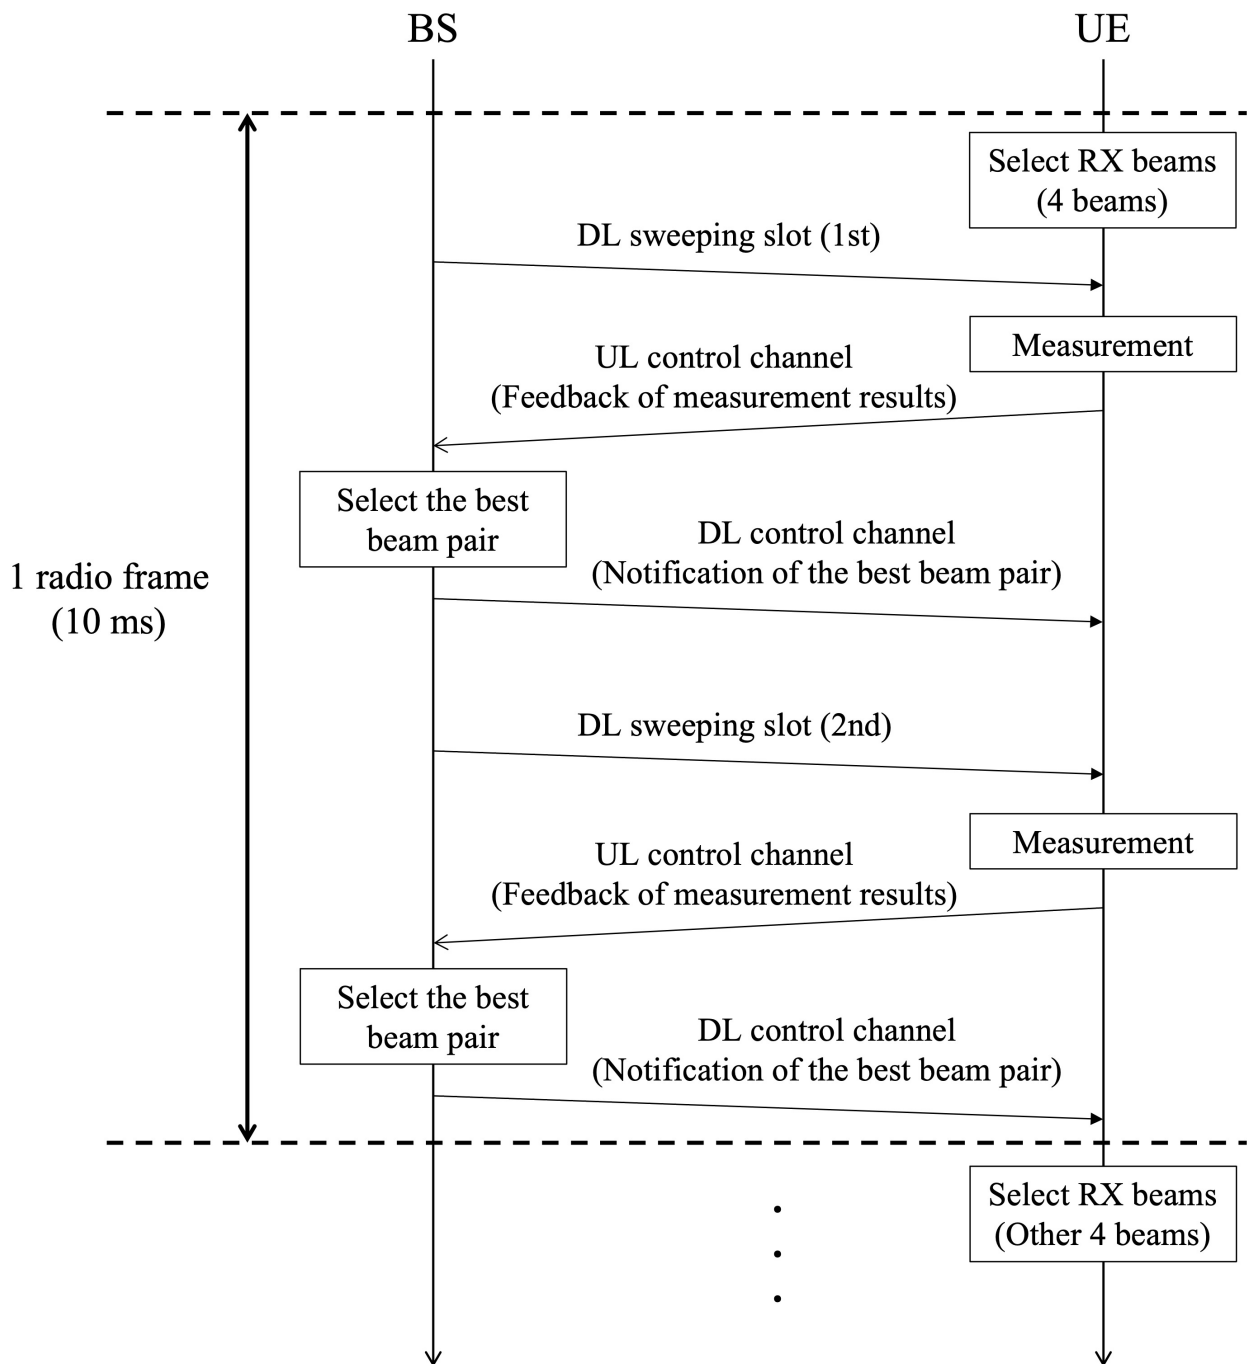 BS
UE
Select RX beams
(4 beams)
DL sweeping slot (1st)
Measurement
UL control channel
(Feedback of measurement results)
Select the best
beam pair
DL control channel
(Notification of the best beam pair)
1 radio frame
(10 ms)
DL sweeping slot (2nd)
Measurement
UL control channel
(Feedback of measurement results)
Select the best
beam pair
DL control channel
(Notification of the best beam pair)
Select RX beams
(Other 4 beams)